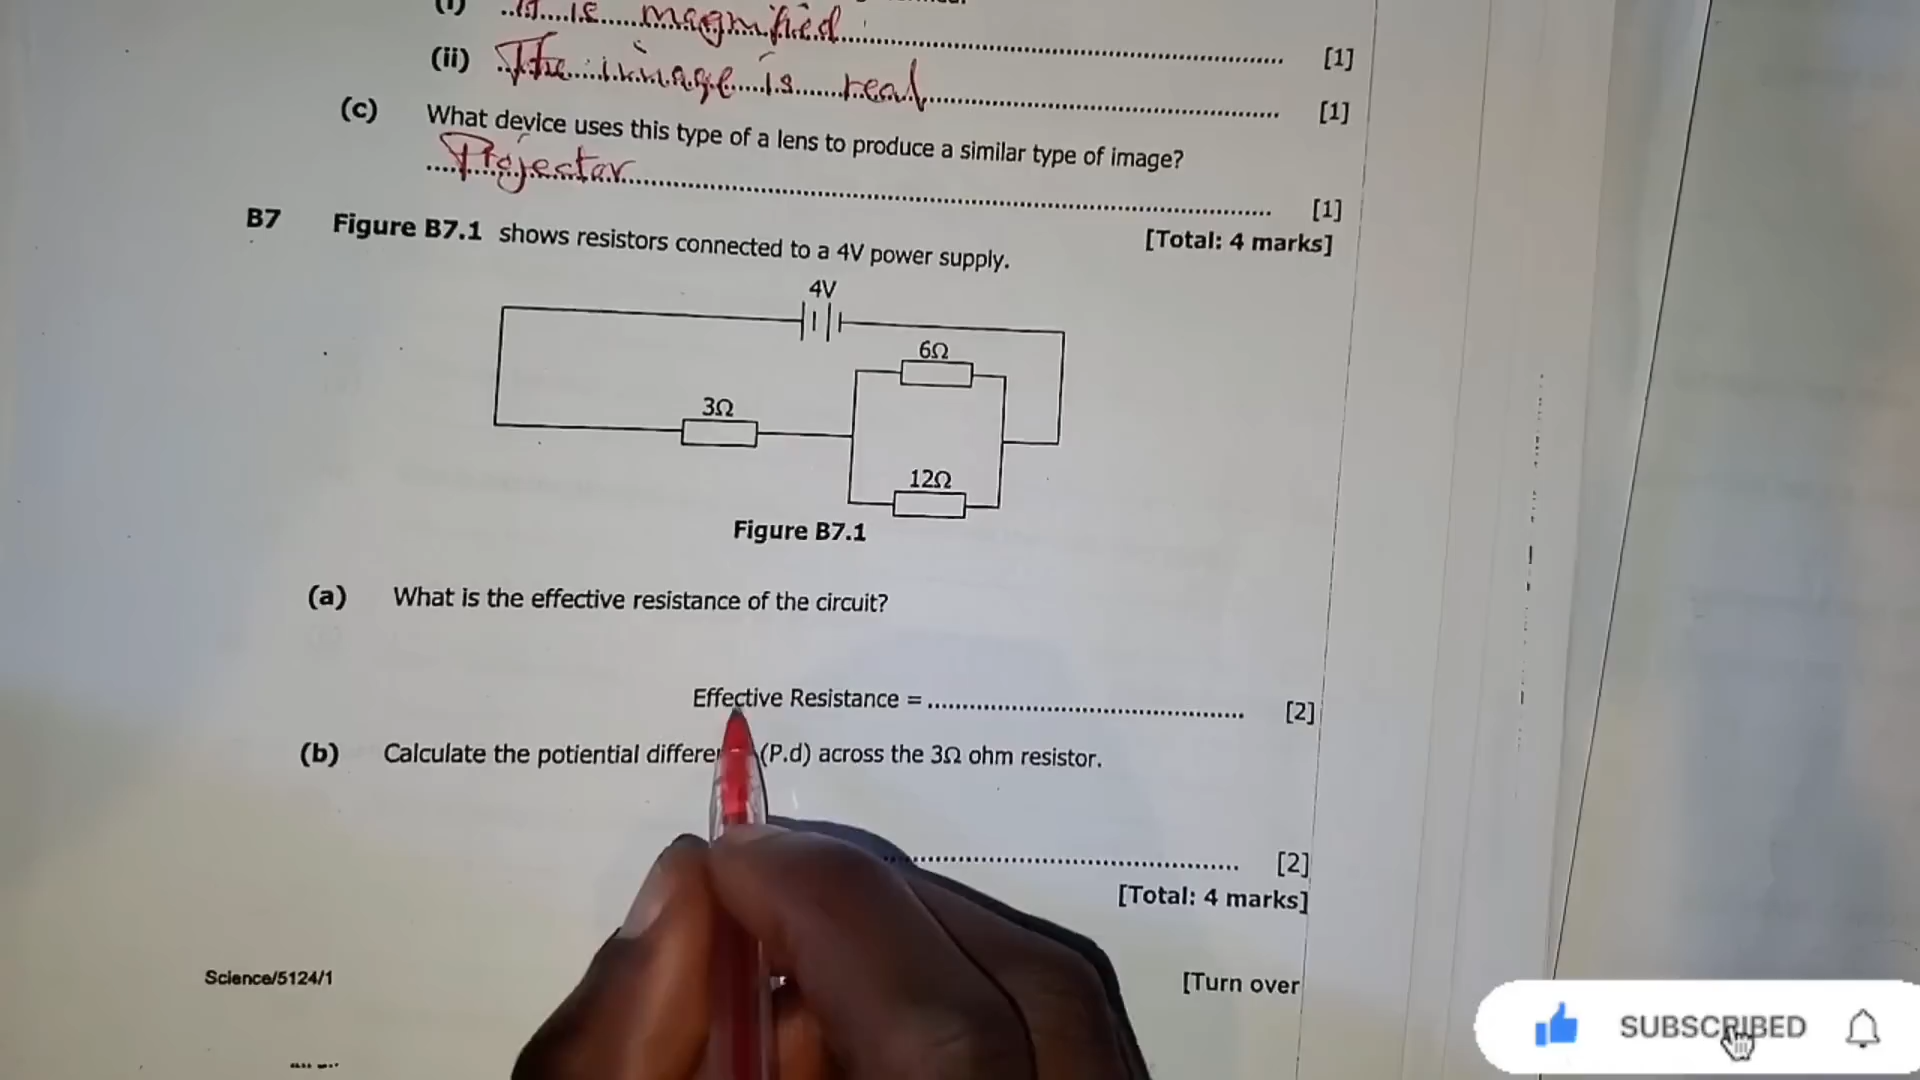 (i) It is magnified [1]
(ii) The image is real [1]
(c) What device uses this type of a lens to produce a similar type of image?
Projector [1]
[Total: 4 marks]
B7 Figure B7.1 shows resistors connected to a 4V power supply.
4V
6Ω
3Ω
12Ω
Figure B7.1
(a) What is the effective resistance of the circuit?
Effective Resistance = [2]
(b) Calculate the potiential (P.d) across the 3Ω ohm resistor.
[2]
[Total: 4 marks]
Science/5124/1
[Turn over
SUBSCRIBED